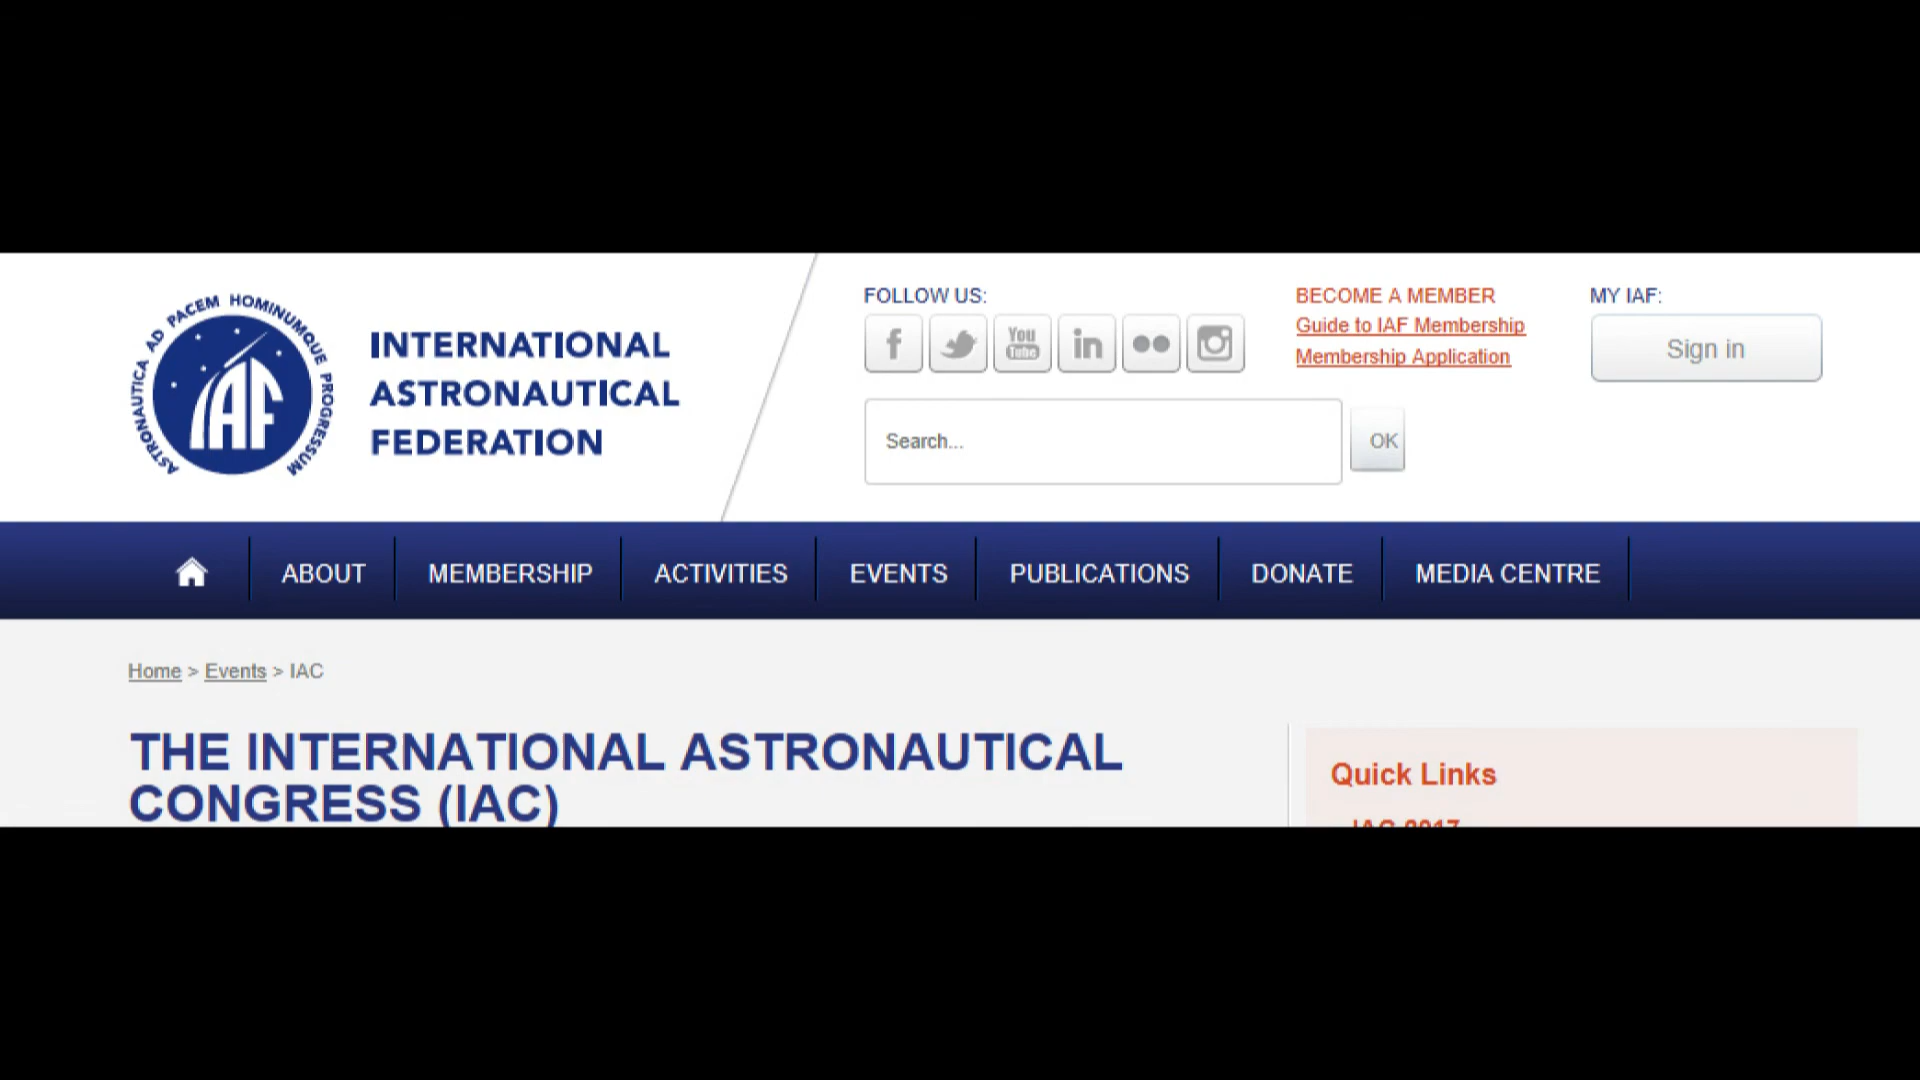 ASTRONAUTICA AD PACEM HOMINUMQUE PROGRESSUM
IAF
INTERNATIONAL
ASTRONAUTICAL
FEDERATION
FOLLOW US:
f
You
Tube
in
Search...
OK
BECOME A MEMBER
Guide to IAF Membership
Membership Application
MY IAF:
Sign in
ABOUT
MEMBERSHIP
ACTIVITIES
EVENTS
PUBLICATIONS
DONATE
MEDIA CENTRE
Home > Events > IAC
THE INTERNATIONAL ASTRONAUTICAL
CONGRESS (IAC)
Quick Links
IAC 2017